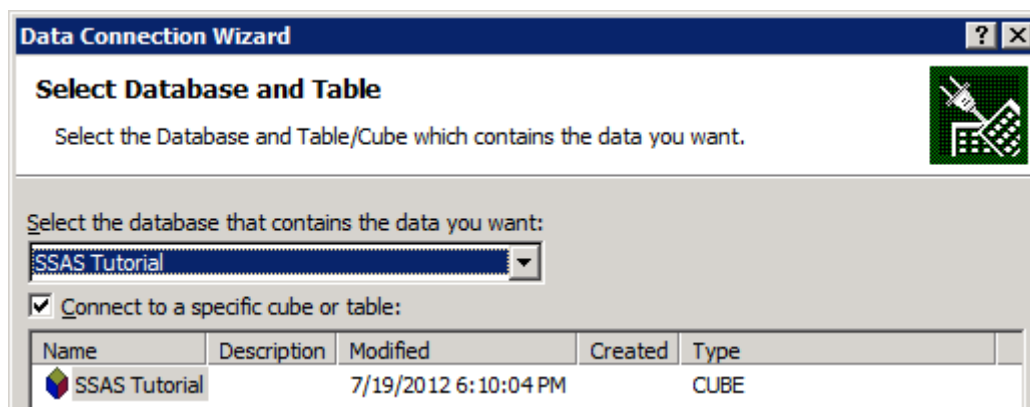 Data Connection Wizard
Select Database and Table
Select the Database and Table/Cube which contains the data you want.
Select the database that contains the data you want:
SSAS Tutorial
Connect to a specific cube or table:
Name Description Modified Created Type
SSAS Tutorial 7/19/2012 6:10:04 PM CUBE